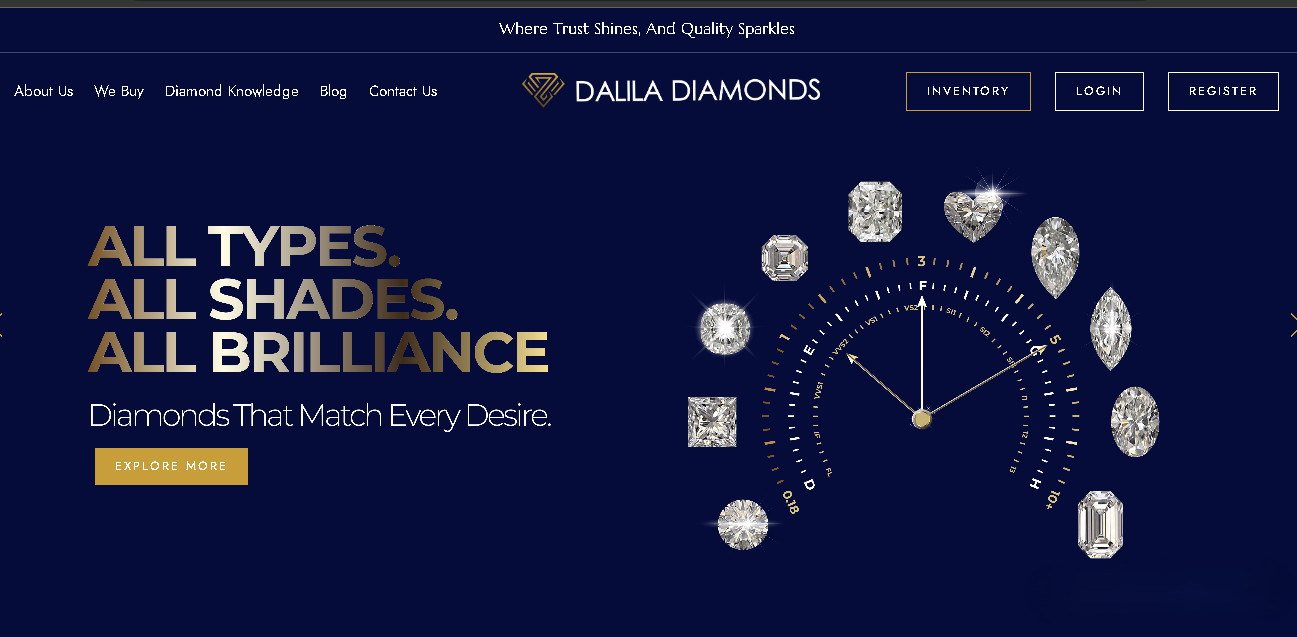 Where Trust Shines, And Quality Sparkles
About Us We Buy Diamond Knowledge Blog Contact Us
DALILA DIAMONDS
INVENTORY LOGIN REGISTER
ALL TYPES.
ALL SHADES.
ALL BRILLIANCE
Diamonds That Match Every Desire.
EXPLORE MORE
0.18
1
3
5
10+
D
E
F
G
H
FL
IF
VVS1
VVS2
VS1
VS2
SI1
SI2
I1
I2
I3